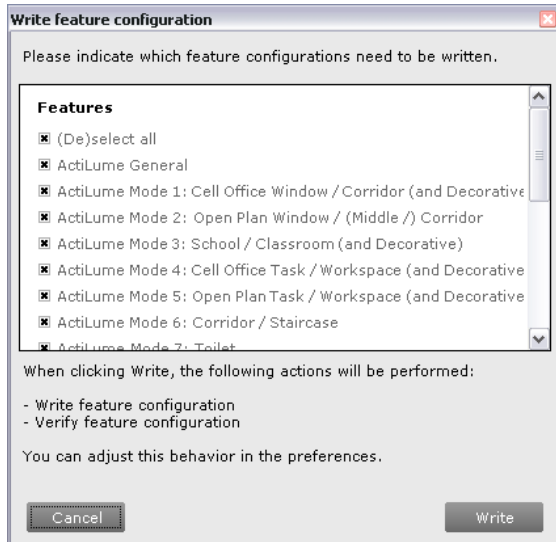 Write feature configuration
Please indicate which feature configurations need to be written.
Features
(De)select all
ActiLume General
ActiLume Mode 1: Cell Office Window / Corridor (and Decorative
ActiLume Mode 2: Open Plan Window / (Middle /) Corridor
ActiLume Mode 3: School / Classroom (and Decorative)
ActiLume Mode 4: Cell Office Task / Workspace (and Decorative
ActiLume Mode 5: Open Plan Task / Workspace (and Decorative
ActiLume Mode 6: Corridor / Staircase
ActiLume Mode 7: Toilet
When clicking Write, the following actions will be performed:
- Write feature configuration
- Verify feature configuration
You can adjust this behavior in the preferences.
Cancel
Write